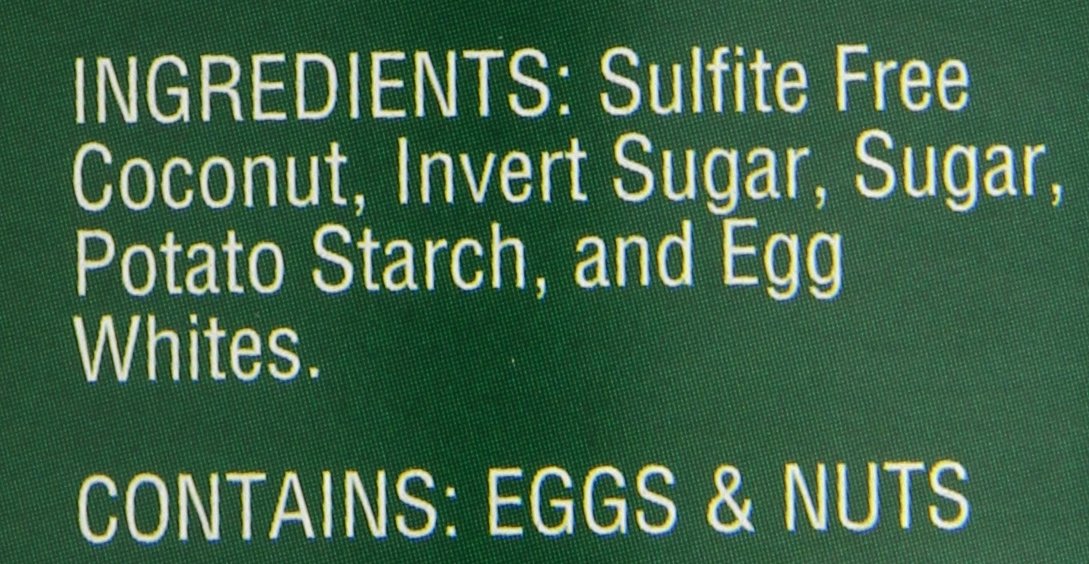 INGREDIENTS: Sulfite Free
Coconut, Invert Sugar, Sugar,
Potato Starch, and Egg
Whites.
CONTAINS: EGGS & NUTS